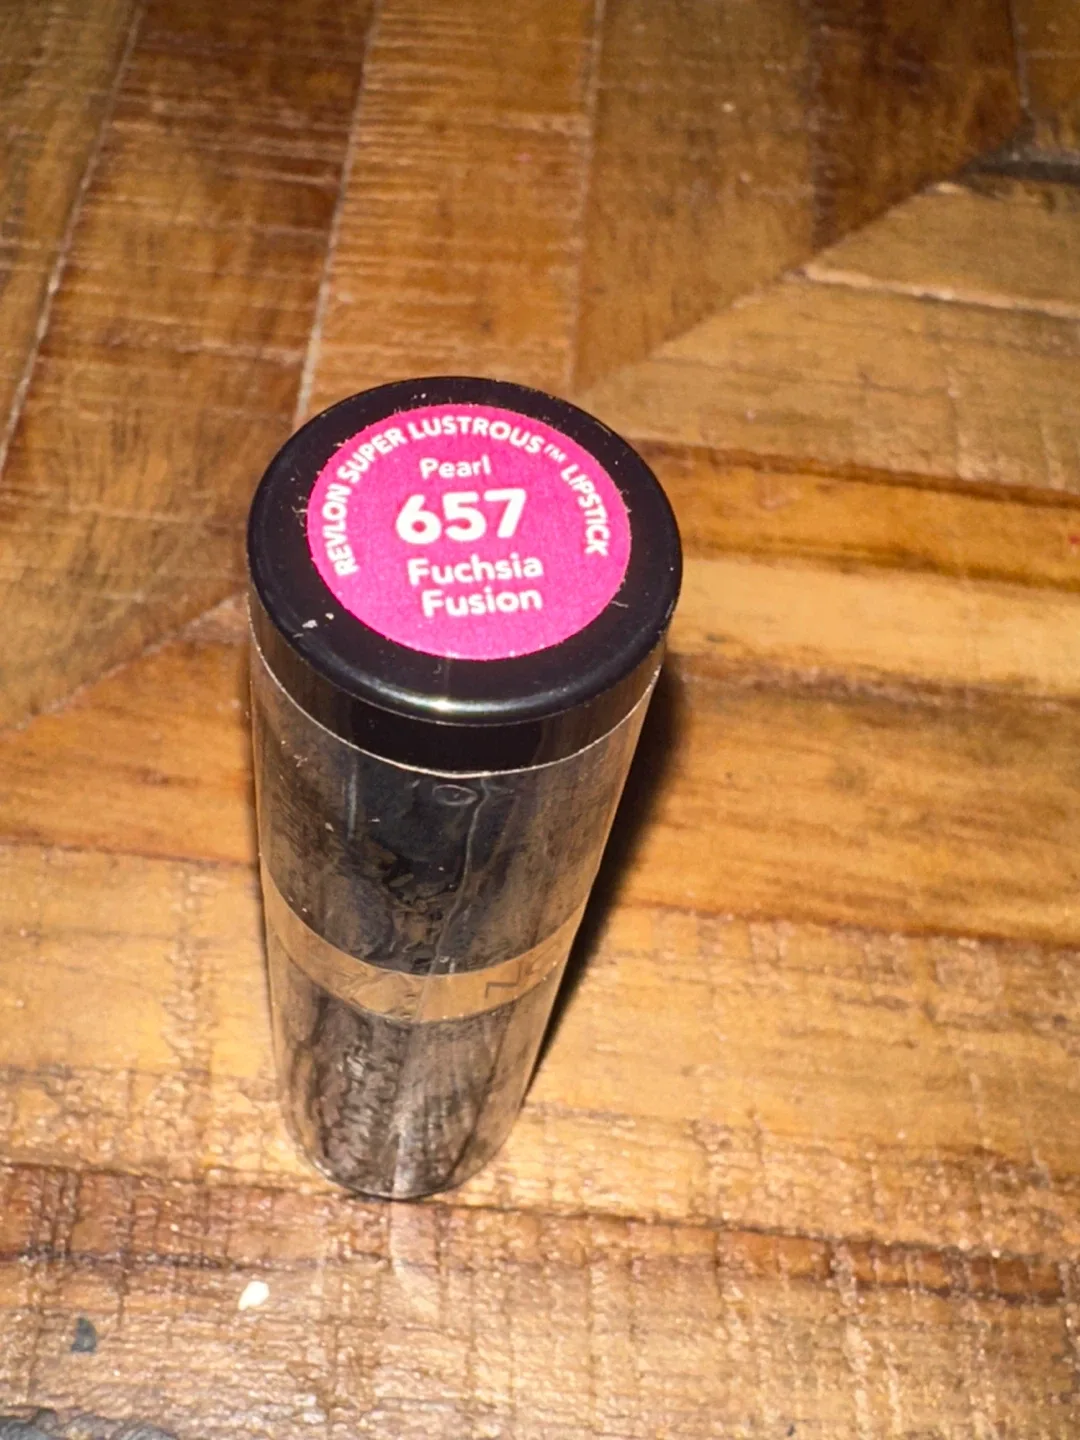 REVLON SUPER LUSTROUS™ LIPSTICK
Pearl
657
Fuchsia
Fusion